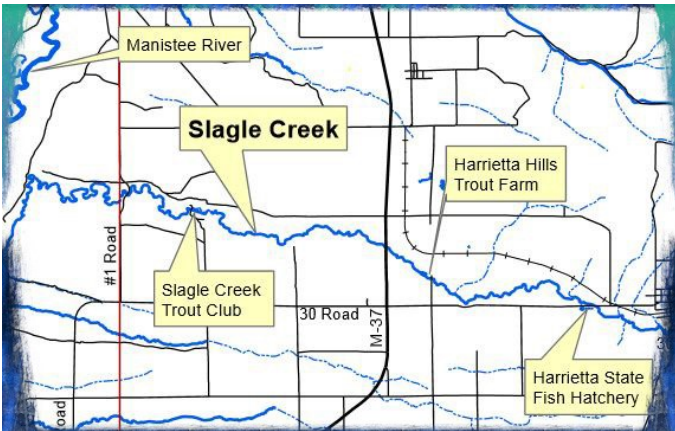 Manistee River
Slagle Creek
Harrietta Hills
Trout Farm
#1 Road
Slagle Creek
Trout Club
30 Road
M-37
Harrietta State
Fish Hatchery
oad